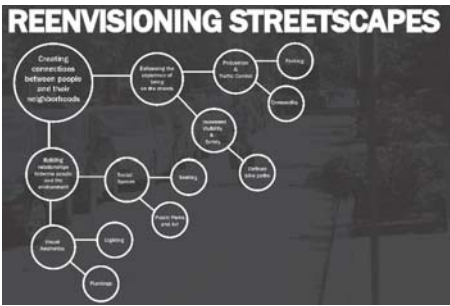 REENVISIONING STREETSCAPES
Creating
connections
between people
and their
neighborhoods
Enhancing the
experience of
being
on the streets
Pedestrian
&
Traffic Control
Parking
Crosswalks
Increased
Visibility
&
Safety
Defined
bike paths
Building
relationships
between people
and the
environment
Social
Spaces
Seating
Public Parks
and Art
Visual
Aesthetics
Lighting
Plantings